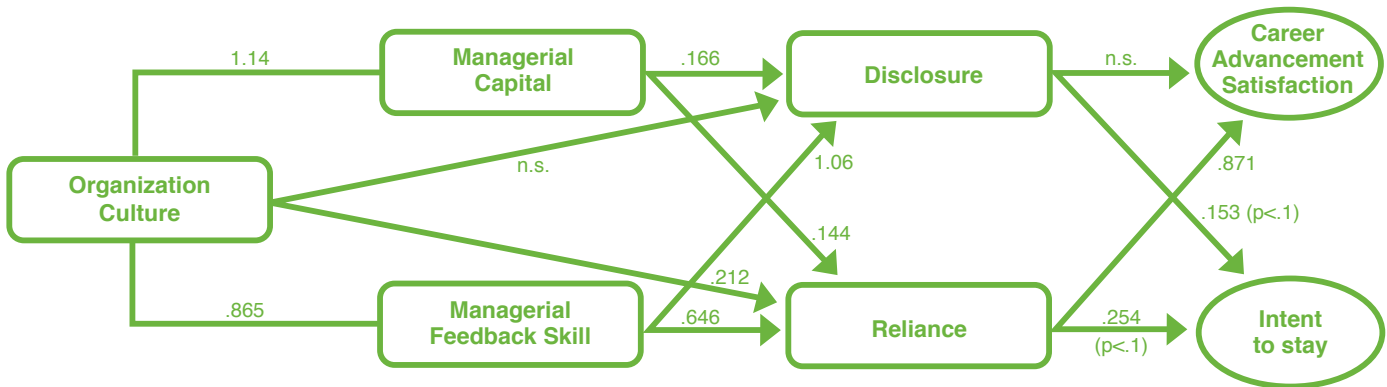 1.14
Managerial
Capital
.166
Disclosure
n.s.
Career
Advancement
Satisfaction
Organization
Culture
n.s.
1.06
.871
.144
.153 (p<.1)
.212
.865
Managerial
Feedback Skill
.646
Reliance
.254
(p<.1)
Intent
to stay